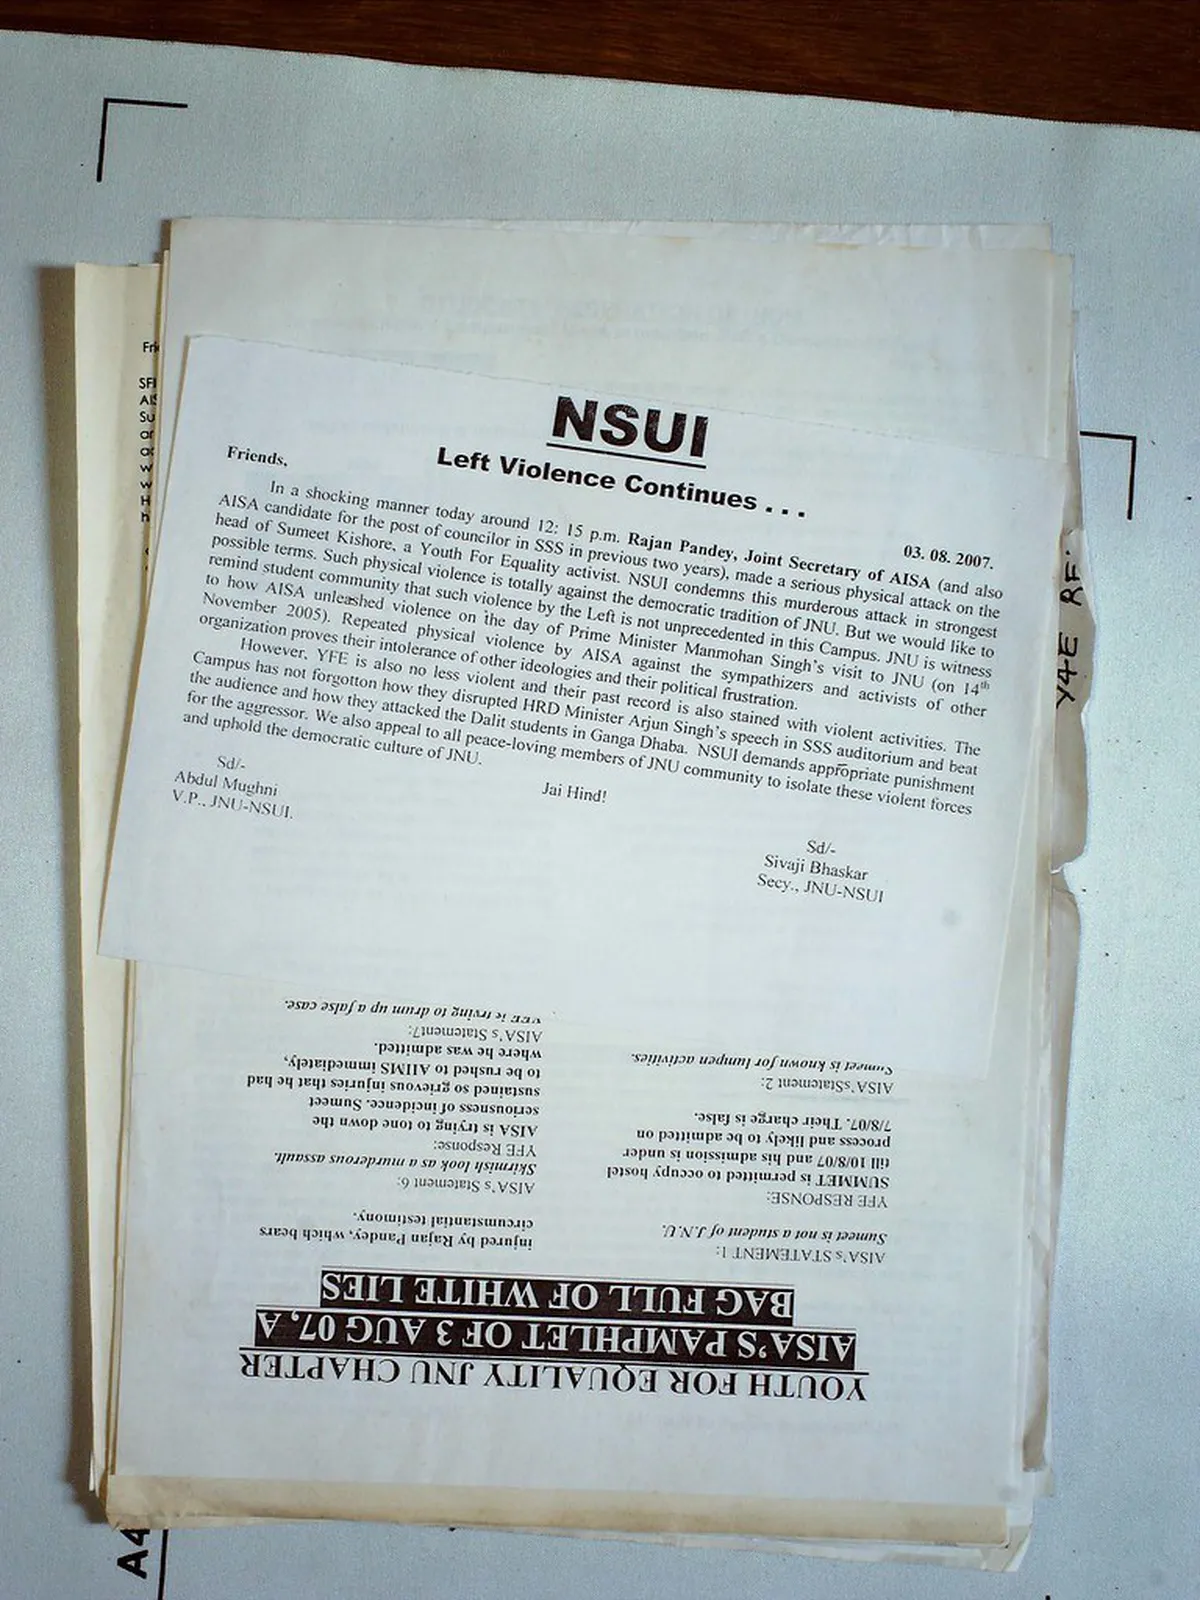 NSUI
Left Violence Continues . . .
Friends,
03. 08. 2007.
In a shocking manner today around 12: 15 p.m. Rajan Pandey, Joint Secretary of AISA (and also
AISA candidate for the post of councilor in SSS in previous two years), made a serious physical attack on the
head of Sumeet Kishore, a Youth For Equality activist. NSUI condemns this murderous attack in strongest
possible terms. Such physical violence is totally against the democratic tradition of JNU. But we would like to
remind student community that such violence by the Left is not unprecedented in this Campus. JNU is witness
to how AISA unleashed violence on the day of Prime Minister Manmohan Singh's visit to JNU (on 14th
November 2005). Repeated physical violence by AISA against the sympathizers and activists of other
organization proves their intolerance of other ideologies and their political frustration.
However, YFE is also no less violent and their past record is also stained with violent activities. The
Campus has not forgotton how they disrupted HRD Minister Arjun Singh's speech in SSS auditorium and beat
the audience and how they attacked the Dalit students in Ganga Dhaba. NSUI demands appropriate punishment
for the aggressor. We also appeal to all peace-loving members of JNU community to isolate these violent forces
and uphold the democratic culture of JNU.
Jai Hind!
Sd/-
Abdul Mughni
V.P., JNU-NSUI.
Sd/-
Sivaji Bhaskar
Secy., JNU-NSUI
YOUTH FOR EQUALITY JNU CHAPTER
AISA'S PAMPHLET OF 3 AUG 07, A
BAG FULL OF WHITE LIES
AISA'S STATEMENT 1:
Sumeet is not a student of J.N.U.
YFE RESPONSE:
SUMMET is permitted to occupy hostel
till 10/8/07 and his admission is under
process and likely to be admitted on
7/8/07. Their charge is false.
AISA'sStatement 2:
Sumeet is known for lumpen activities.
injured by Rajan Pandey, which bears
circumstantial testimony.
AISA's Statement 6:
Skirmish look as a murderous assault.
YFE Response:
AISA is trying to tone down the
seriousness of incidence. Sumeet
sustained so grievous injuries that he had
to be rushed to AIIMS immediately,
where he was admitted.
AISA's Statement7:
YFE is trying to drum up a false case.
SFI
Su
Y4E
A4